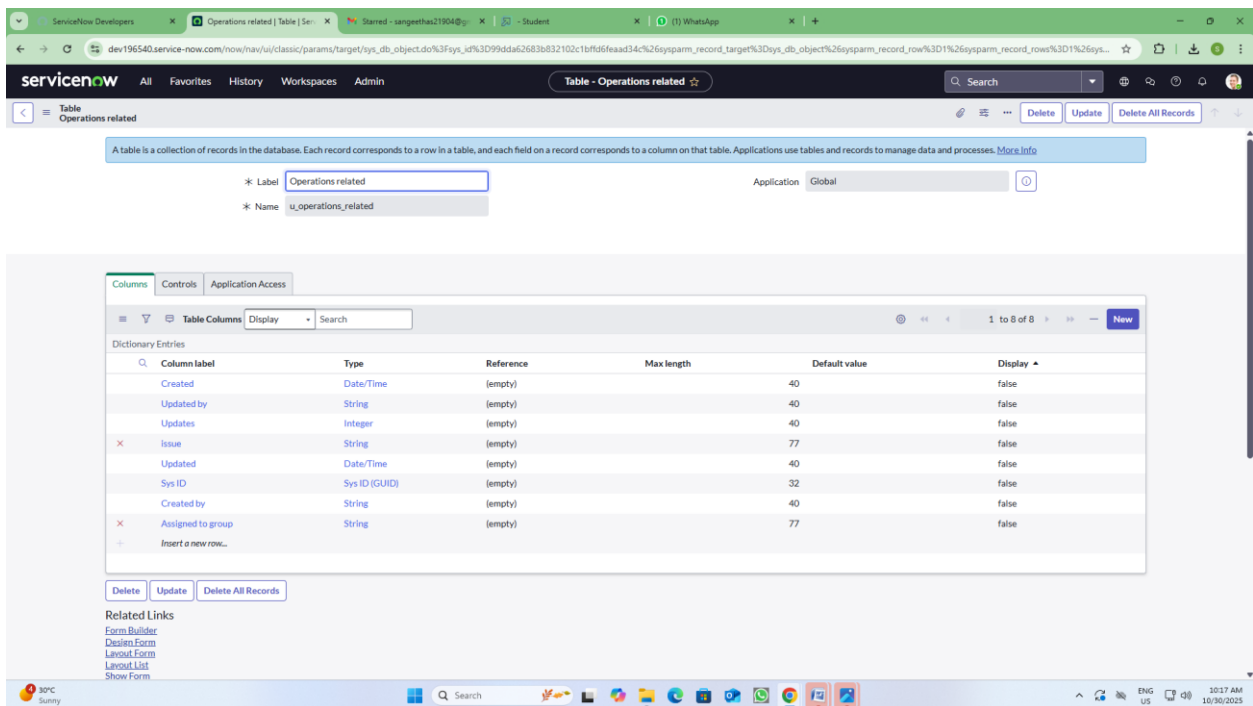 ServiceNow Developers
Operations related | Table | Serv
Starred - sangeethas21904@g
- Student
(1) WhatsApp
dev196540.service-now.com/now/nav/ui/classic/params/target/sys_db_object.do%3Fsys_id%3D99dda62683b832102c1bffd6feaad34c%26sysparm_record_target%3Dsys_db_object%26sysparm_record_row%3D1%26sysparm_record_rows%3D1%26sys...
S
servicenow All Favorites History Workspaces Admin Table - Operations related Search
Table
Operations related
Delete Update Delete All Records
A table is a collection of records in the database. Each record corresponds to a row in a table, and each field on a record corresponds to a column on that table. Applications use tables and records to manage data and processes. More Info
Label Operations related Application Global
Name u_operations_related
Columns Controls Application Access
Table Columns Display Search 1 to 8 of 8 New
Dictionary Entries
Column label Type Reference Max length Default value Display
Created Date/Time (empty) 40 false
Updated by String (empty) 40 false
Updates Integer (empty) 40 false
issue String (empty) 77 false
Updated Date/Time (empty) 40 false
Sys ID Sys ID (GUID) (empty) 32 false
Created by String (empty) 40 false
Assigned to group String (empty) 77 false
Insert a new row...
Delete Update Delete All Records
Related Links
Form Builder
Design Form
Layout Form
Layout List
Show Form
4 30°C
Sunny
Search
ENG
US
10:17 AM
10/30/2025